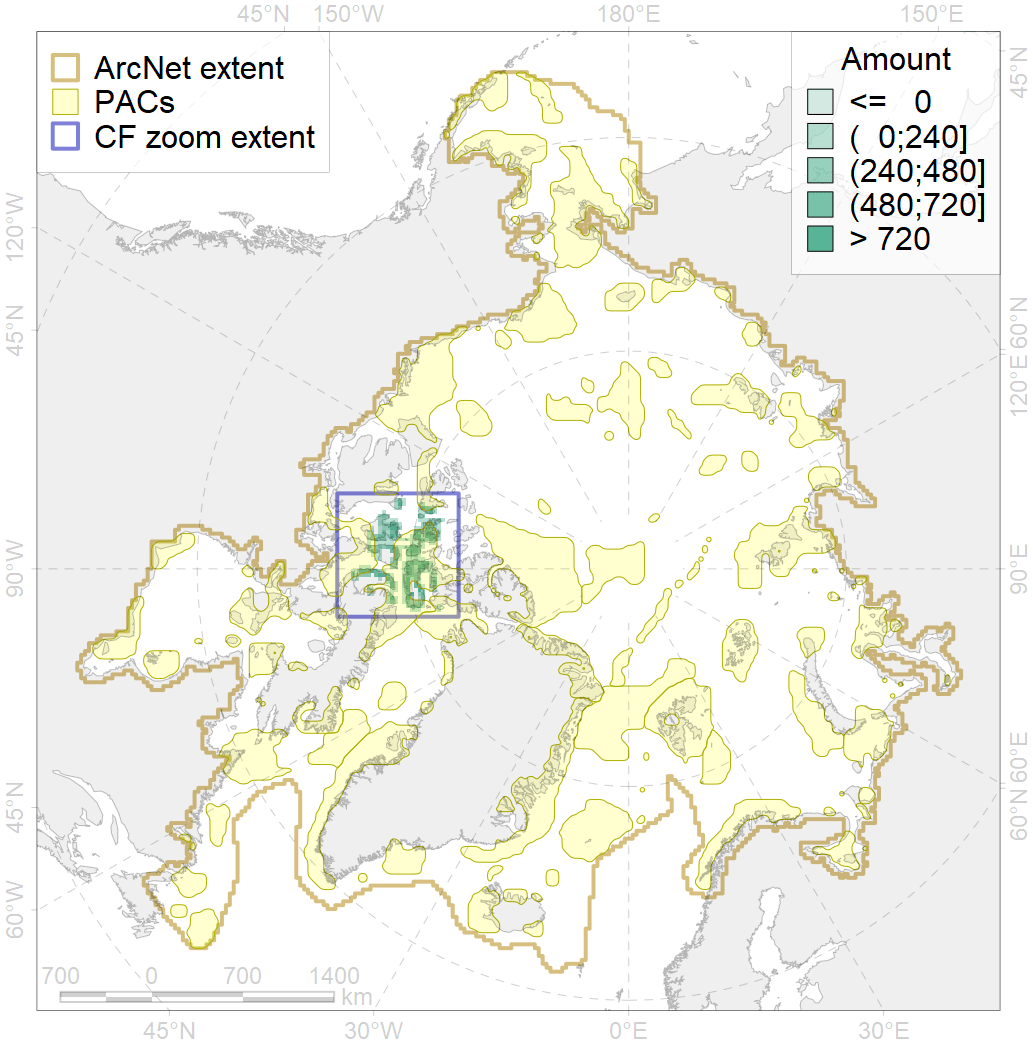 45°N 150°W 180°E 150°E
ArcNet extent
PACs
CF zoom extent
Amount
<= 0
( 0;240]
(240;480]
(480;720]
> 720
45°N
120°W
45°N
90°W
45°N
60°W
60°N
120°E
90°E
60°E
60°N
700 0 700 1400
km
45°N 30°W 0°E 30°E